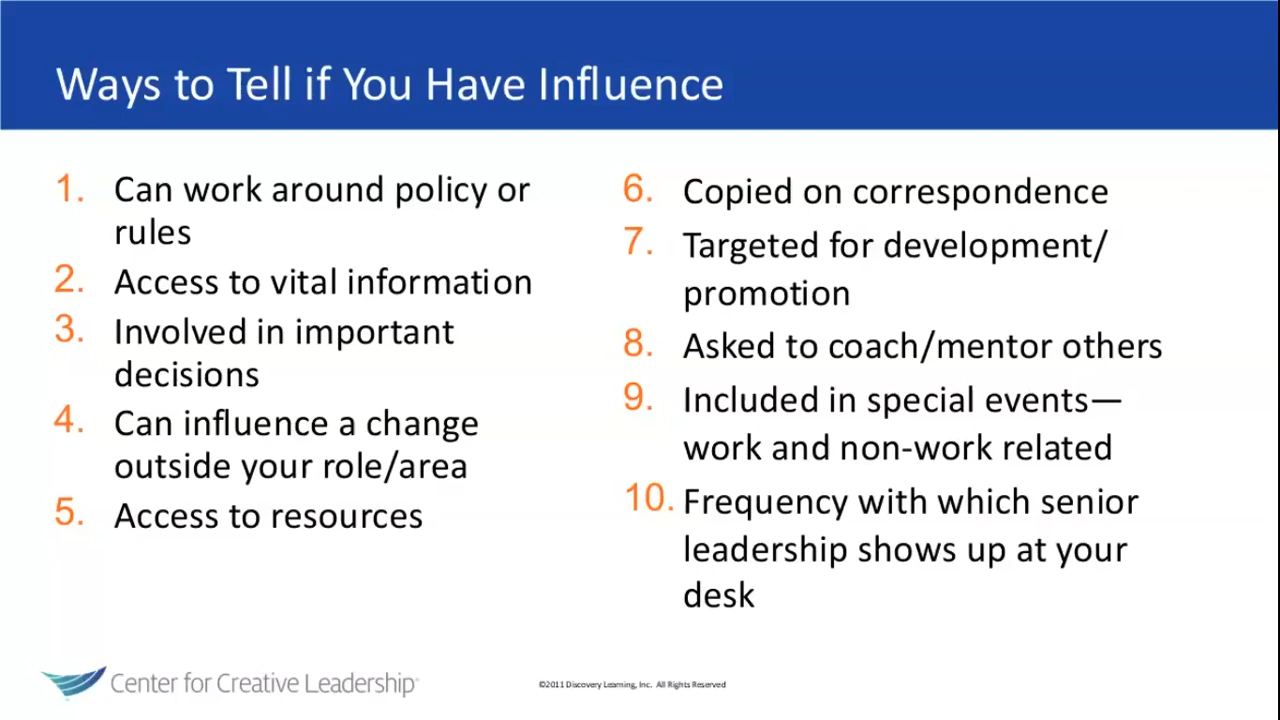 Ways to Tell if You Have Influence
1. Can work around policy or
rules
2. Access to vital information
3. Involved in important
decisions
4. Can influence a change
outside your role/area
5. Access to resources
6. Copied on correspondence
7. Targeted for development/
promotion
8. Asked to coach/mentor others
9. Included in special events—
work and non-work related
10. Frequency with which senior
leadership shows up at your
desk
Center for Creative Leadership®
©2011 Discovery Learning, Inc. All Rights Reserved